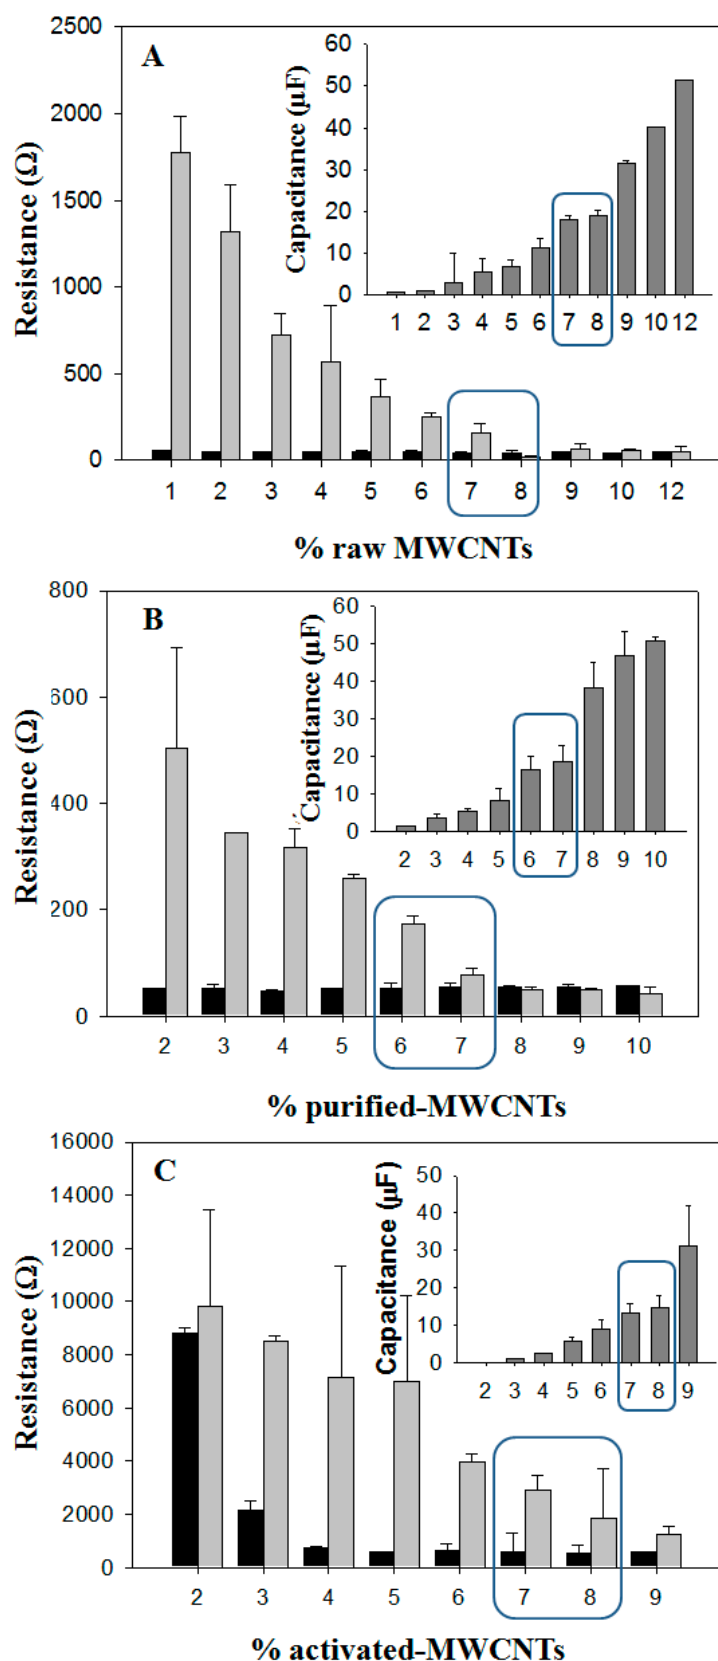 A
Resistance (Ω)
2500
2000
1500
1000
500
0
1 2 3 4 5 6 7 8 9 10 12
% raw MWCNTs
Capacitance (µF)
60
50
40
30
20
10
0
1 2 3 4 5 6 7 8 9 10 12
B
Resistance (Ω)
800
600
400
200
0
2 3 4 5 6 7 8 9 10
% purified-MWCNTs
Capacitance (µF)
60
50
40
30
20
10
0
2 3 4 5 6 7 8 9 10
C
Resistance (Ω)
16000
14000
12000
10000
8000
6000
4000
2000
0
2 3 4 5 6 7 8 9
% activated-MWCNTs
Capacitance (µF)
50
40
30
20
10
0
2 3 4 5 6 7 8 9